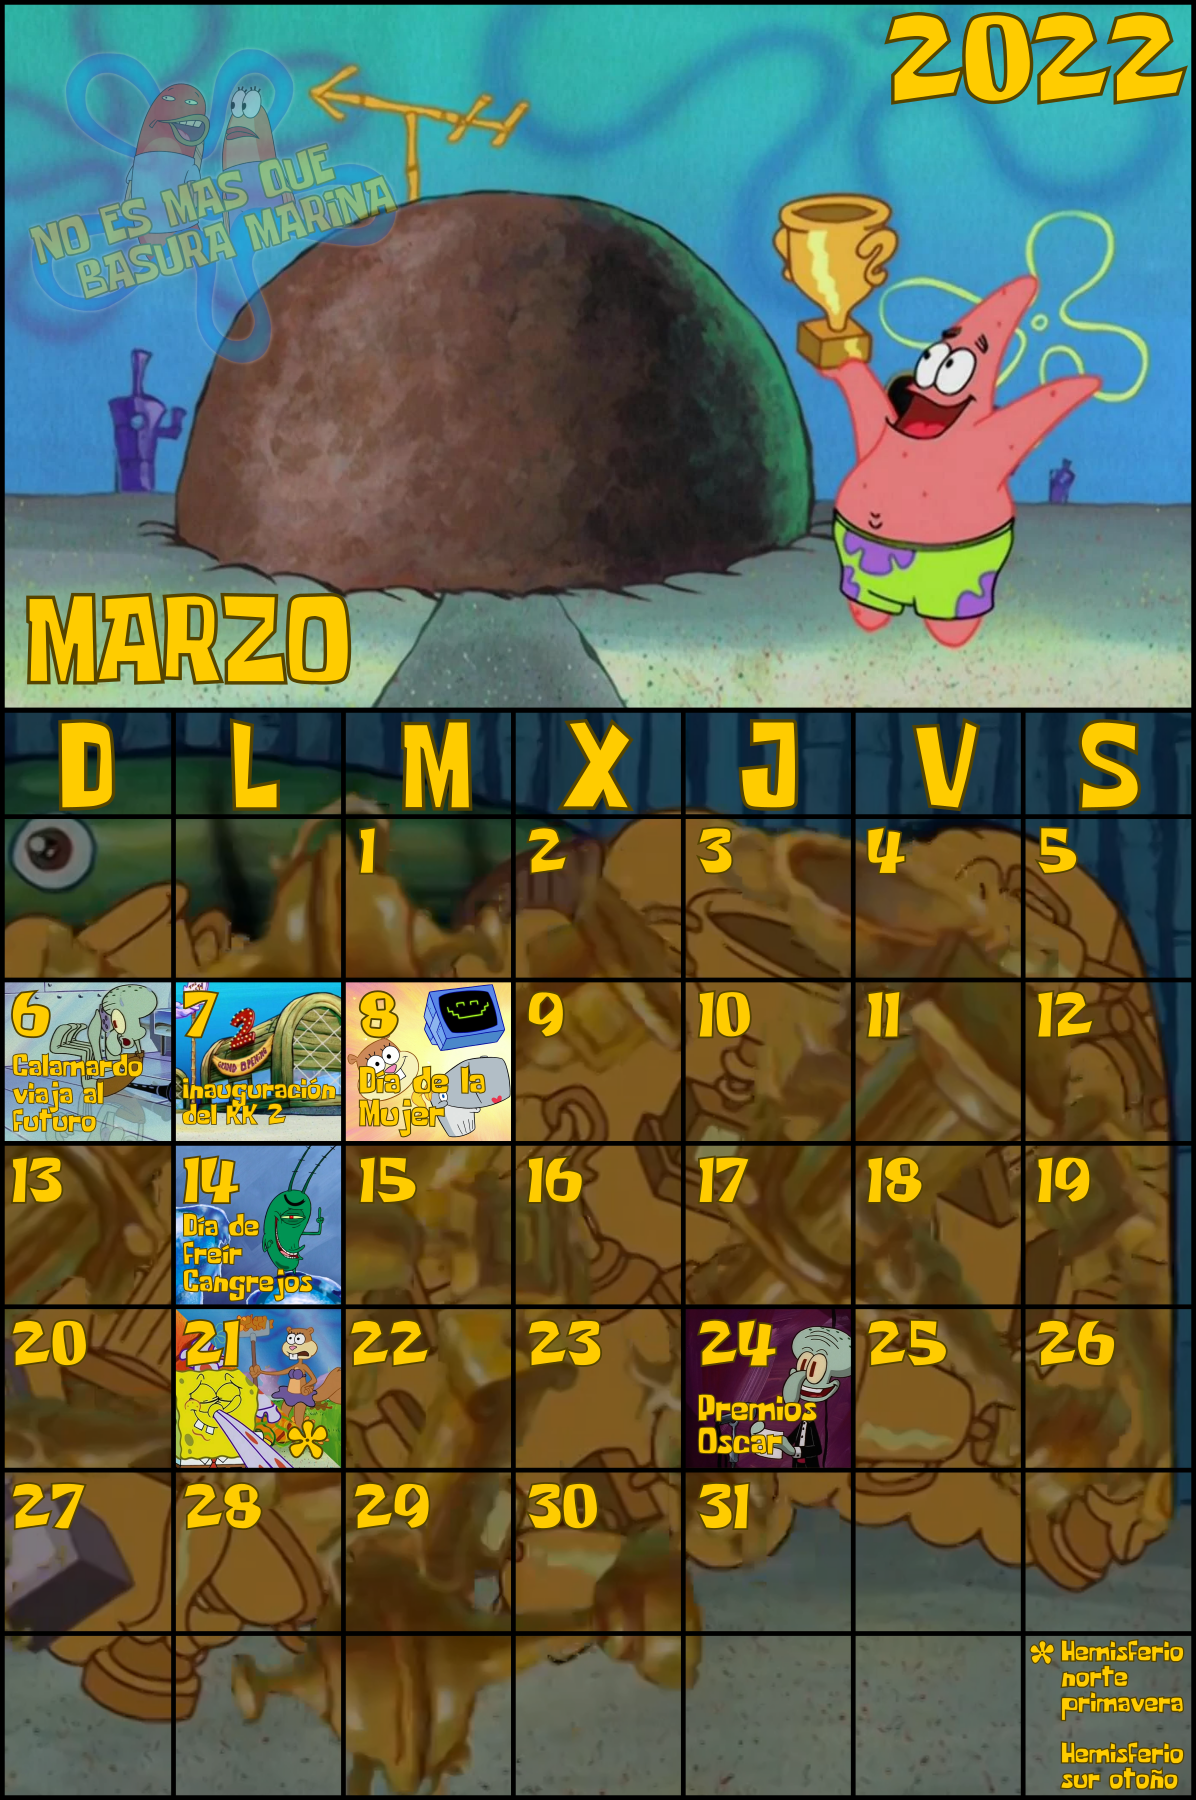 2022
NO ES MAS QUE
BASURA MARINA
MARZO
D L M X J V S
1 2 3 4 5
6 7 8 9 10 11 12
Calamardo
viaja al
Futuro
2
GRAND OPENING
inauguración
del KK 2
Día de la
Mujer
13 14 15 16 17 18 19
Día de
Freír
Cangrejos
20 21 22 23 24 25 26
*
Premios
Oscar
27 28 29 30 31
* Hemisferio
norte
primavera
Hemisferio
sur otoño